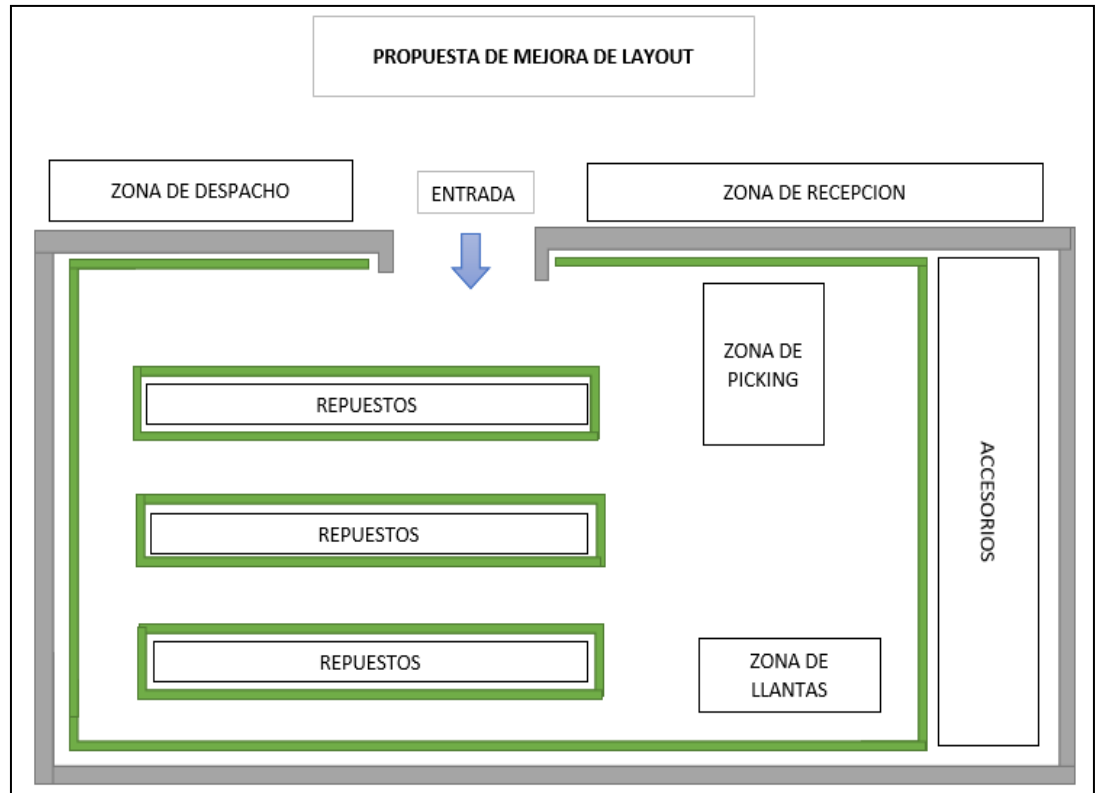 PROPUESTA DE MEJORA DE LAYOUT
ZONA DE DESPACHO
ENTRADA
ZONA DE RECEPCION
ZONA DE
PICKING
REPUESTOS
ACCESORIOS
REPUESTOS
REPUESTOS
ZONA DE
LLANTAS